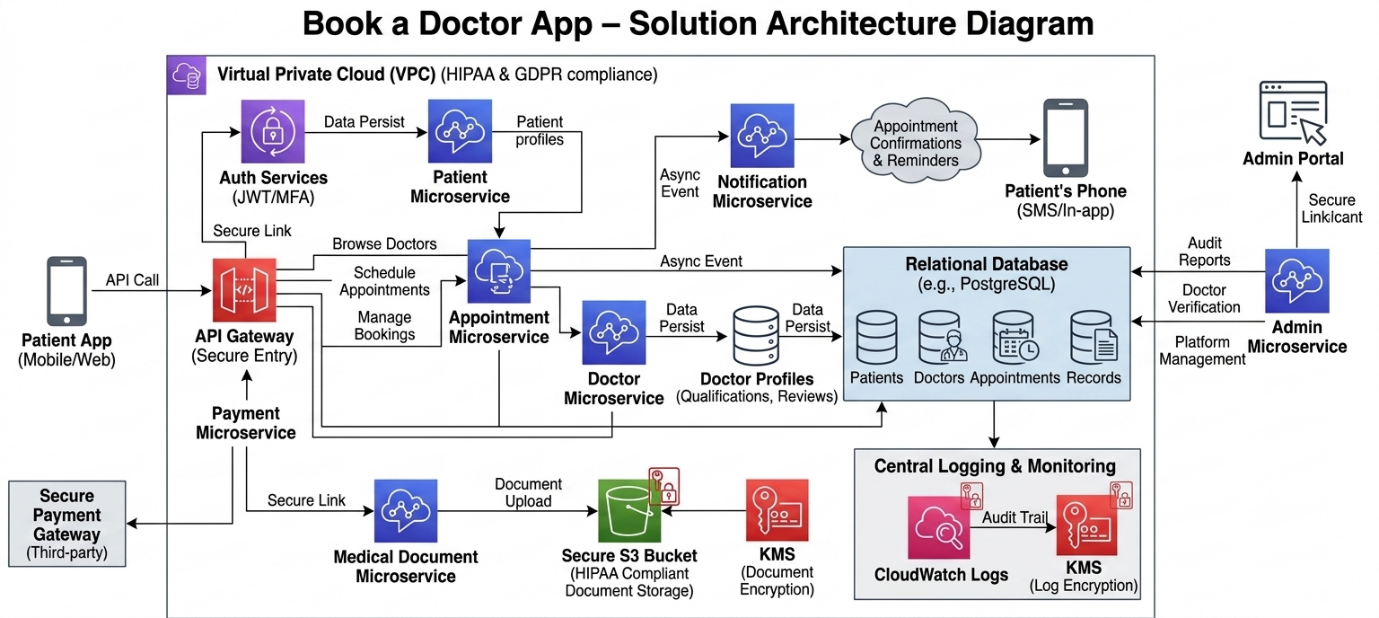 Book a Doctor App – Solution Architecture Diagram
Virtual Private Cloud (VPC) (HIPAA & GDPR compliance)
Auth Services
(JWT/MFA)
Data Persist
Patient
Microservice
Patient
profiles
Async
Event
Notification
Microservice
Appointment
Confirmations
& Reminders
Patient's Phone
(SMS/In-app)
Admin Portal
Secure
Link/icant
Secure Link
Browse Doctors
Schedule
Appointments
Manage
Bookings
Patient App
(Mobile/Web)
API Call
API Gateway
(Secure Entry)
Appointment
Microservice
Async Event
Doctor
Microservice
Data
Persist
Doctor Profiles
(Qualifications, Reviews)
Data
Persist
Relational Database
(e.g., PostgreSQL)
Patients
Doctors
Appointments
Records
Audit
Reports
Doctor
Verification
Platform
Management
Admin
Microservice
Payment
Microservice
Secure
Payment
Gateway
(Third-party)
Secure Link
Medical Document
Microservice
Document
Upload
Secure S3 Bucket
(HIPAA Compliant
Document Storage)
KMS
(Document
Encryption)
Central Logging & Monitoring
CloudWatch Logs
Audit Trail
KMS
(Log Encryption)